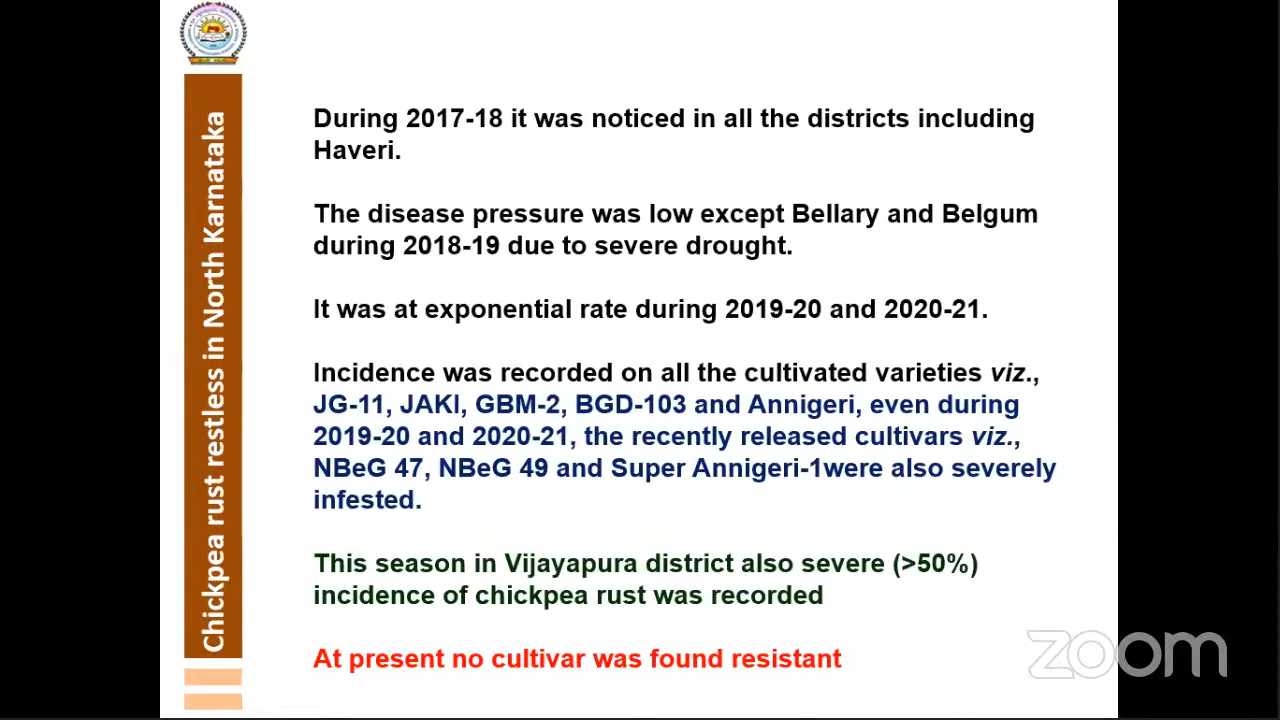 Chickpea rust restless in North Karnataka
During 2017-18 it was noticed in all the districts including
Haveri.
The disease pressure was low except Bellary and Belgum
during 2018-19 due to severe drought.
It was at exponential rate during 2019-20 and 2020-21.
Incidence was recorded on all the cultivated varieties viz.,
JG-11, JAKI, GBM-2, BGD-103 and Annigeri, even during
2019-20 and 2020-21, the recently released cultivars viz.,
NBeG 47, NBeG 49 and Super Annigeri-1were also severely
infested.
This season in Vijayapura district also severe (>50%)
incidence of chickpea rust was recorded
At present no cultivar was found resistant
zoom